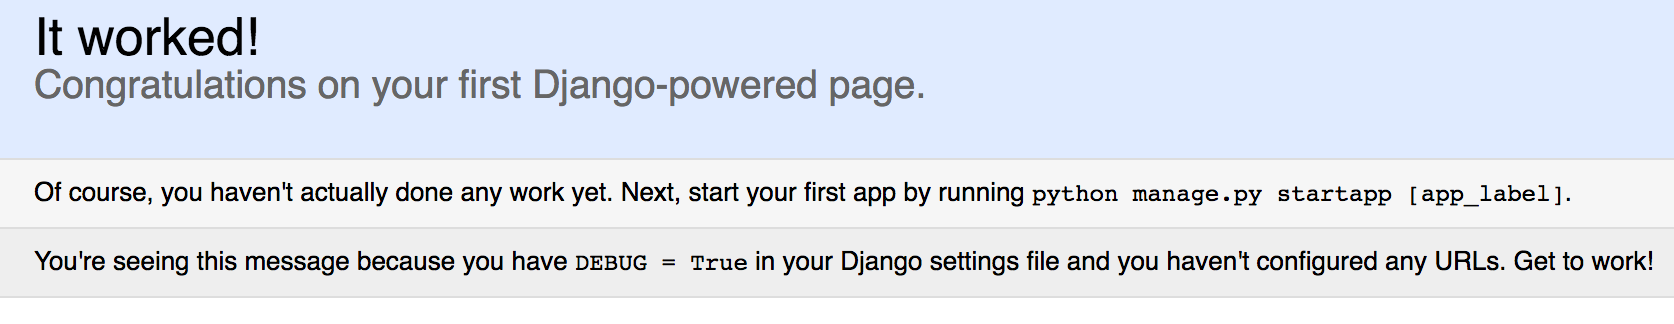 It worked!
Congratulations on your first Django-powered page.
Of course, you haven't actually done any work yet. Next, start your first app by running python manage.py startapp [app_label].
You're seeing this message because you have DEBUG = True in your Django settings file and you haven't configured any URLs. Get to work!